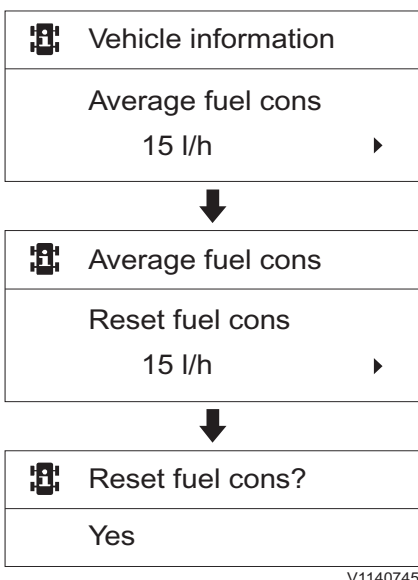 Vehicle information
Average fuel cons
15 l/h
Average fuel cons
Reset fuel cons
15 l/h
Reset fuel cons?
Yes
V1140745